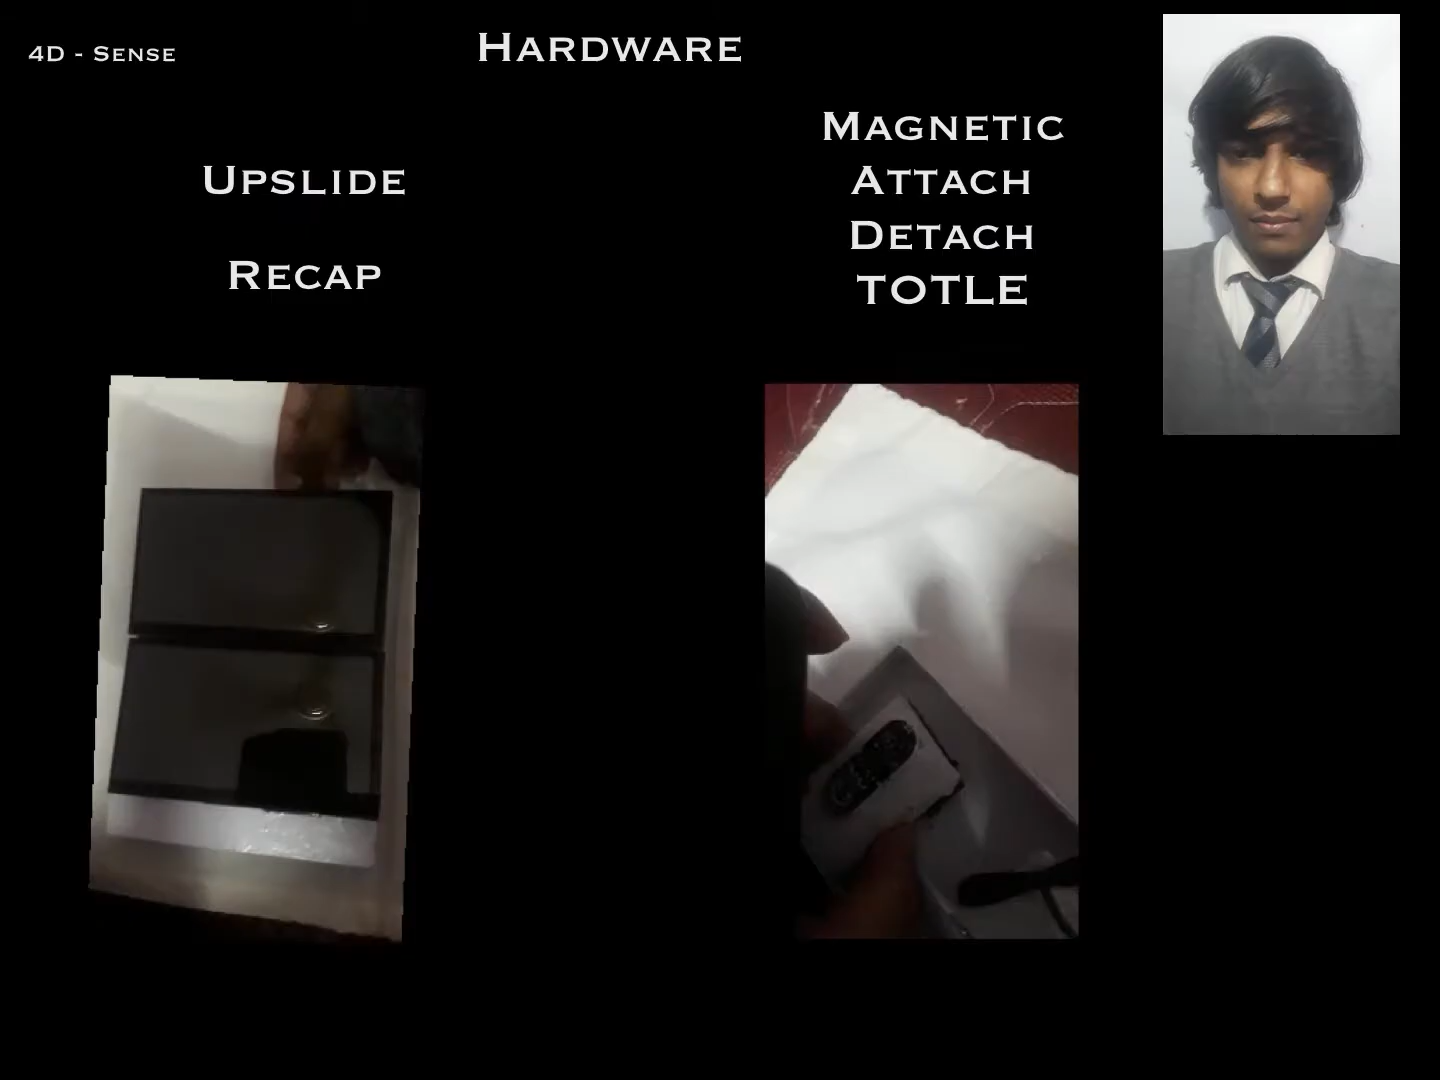 4D - Sense
Hardware
Upslide
Recap
Magnetic
Attach
Detach
TOTLE